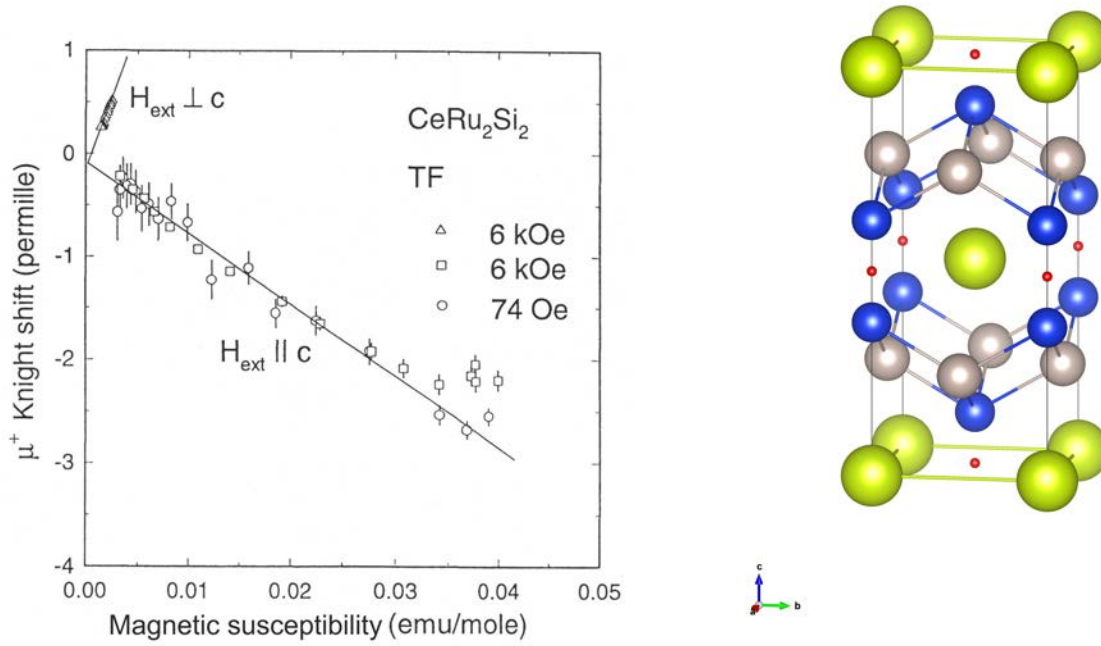 1
0
-1
-2
-3
-4
0.00 0.01 0.02 0.03 0.04 0.05
μ⁺ Knight shift (permille)
Magnetic susceptibility (emu/mole)
H_ext ⊥ c
CeRu₂Si₂
TF
△ 6 kOe
□ 6 kOe
○ 74 Oe
H_ext || c
c
a b